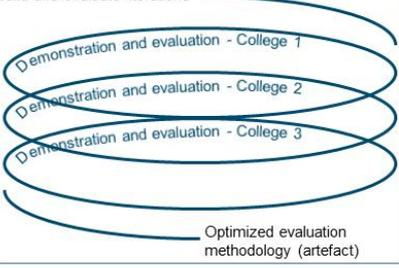 Demonstration and evaluation - College 1
Demonstration and evaluation - College 2
Demonstration and evaluation - College 3
Optimized evaluation
methodology (artefact)